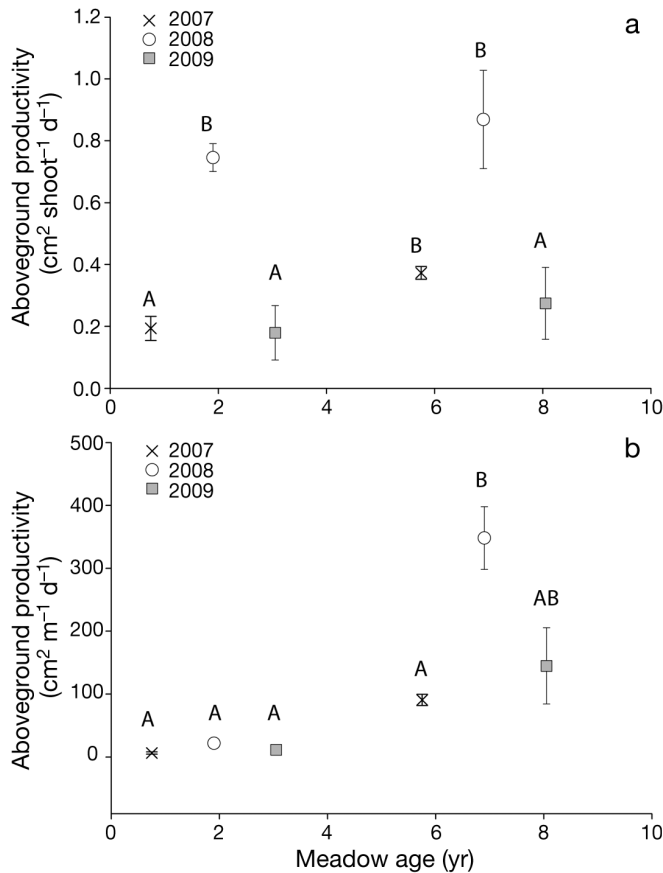 a
× 2007
○ 2008
■ 2009
Aboveground productivity
(cm² shoot⁻¹ d⁻¹)
1.2
1.0
0.8
0.6
0.4
0.2
0.0
A
B
A
B
B
A
0 2 4 6 8 10
b
× 2007
○ 2008
■ 2009
Aboveground productivity
(cm² m⁻¹ d⁻¹)
500
400
300
200
100
0
A
A
A
A
B
AB
0 2 4 6 8 10
Meadow age (yr)